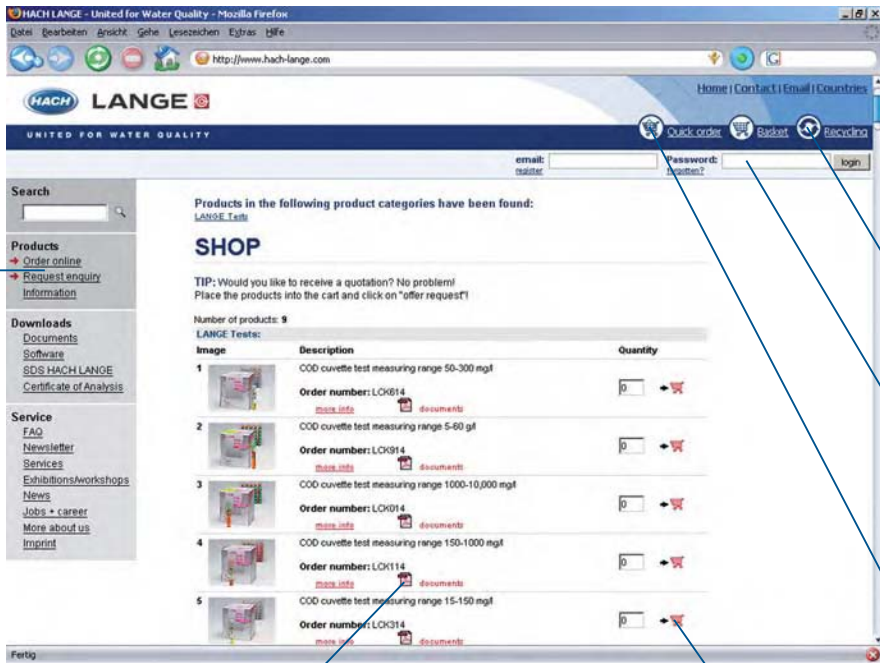 HACH LANGE - United for Water Quality - Mozilla Firefox
Datei Bearbeiten Ansicht Gehe Lesezeichen Extras Hilfe
http://www.hach-lange.com
G
HACH LANGE
Home | Contact | Email | Countries
UNITED FOR WATER QUALITY
Quick order Basket Recycling
email: Password: login
register forgotten?
Search
Products
Order online
Request enquiry
Information
Downloads
Documents
Software
SDS HACH LANGE
Certificate of Analysis
Service
FAQ
Newsletter
Services
Exhibitions/workshops
News
Jobs + career
More about us
Imprint
Products in the following product categories have been found:
LANGE Tests
SHOP
TIP: Would you like to receive a quotation? No problem!
Place the products into the cart and click on "offer request"!
Number of products: 9
LANGE Tests:
Image Description Quantity
1 COD cuvette test measuring range 50-300 mg/l
Order number: LCK614 0
more info documents
2 COD cuvette test measuring range 5-60 g/l
Order number: LCK914 0
more info documents
3 COD cuvette test measuring range 1000-10,000 mg/l
Order number: LCK014 0
more info documents
4 COD cuvette test measuring range 150-1000 mg/l
Order number: LCK114 0
more info documents
5 COD cuvette test measuring range 15-150 mg/l
Order number: LCK314 0
more info documents
Fertig